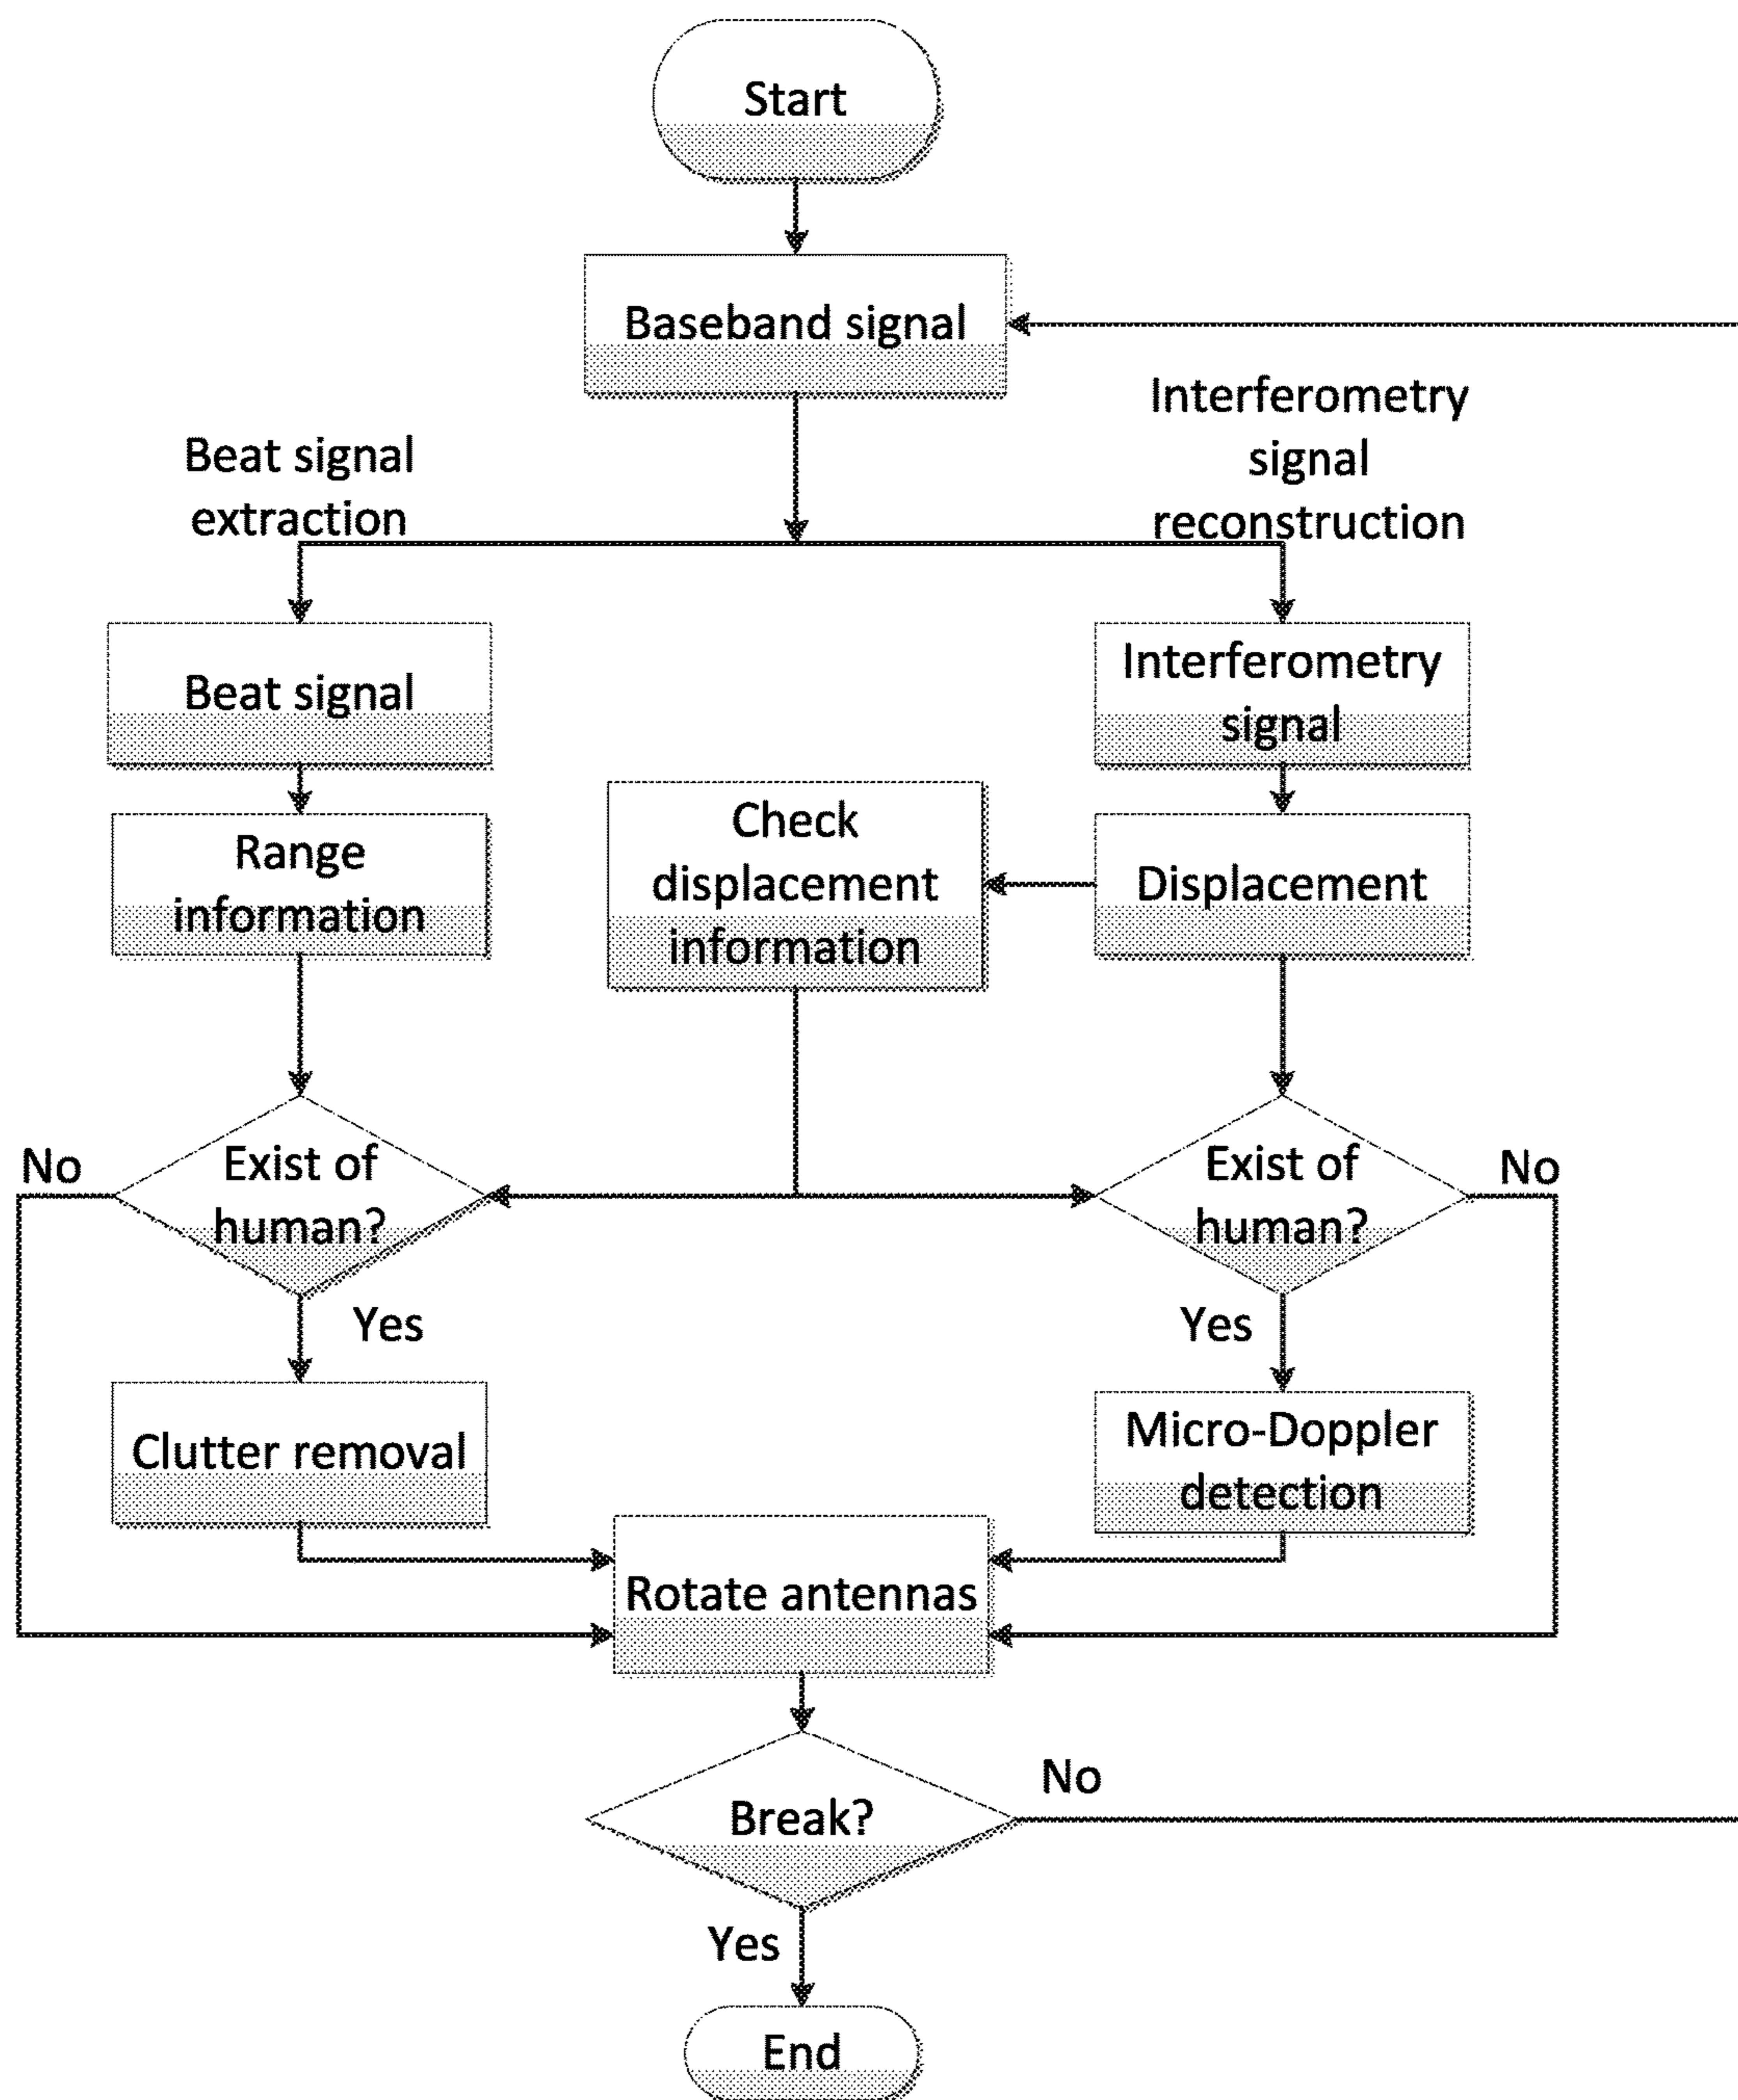 Start
Baseband signal
Beat signal
extraction
Interferometry
signal
reconstruction
Beat signal
Interferometry
signal
Range
information
Check
displacement
information
Displacement
No
Exist of
human?
Exist of
human?
No
Yes
Yes
Clutter removal
Micro-Doppler
detection
Rotate antennas
Break?
No
Yes
End